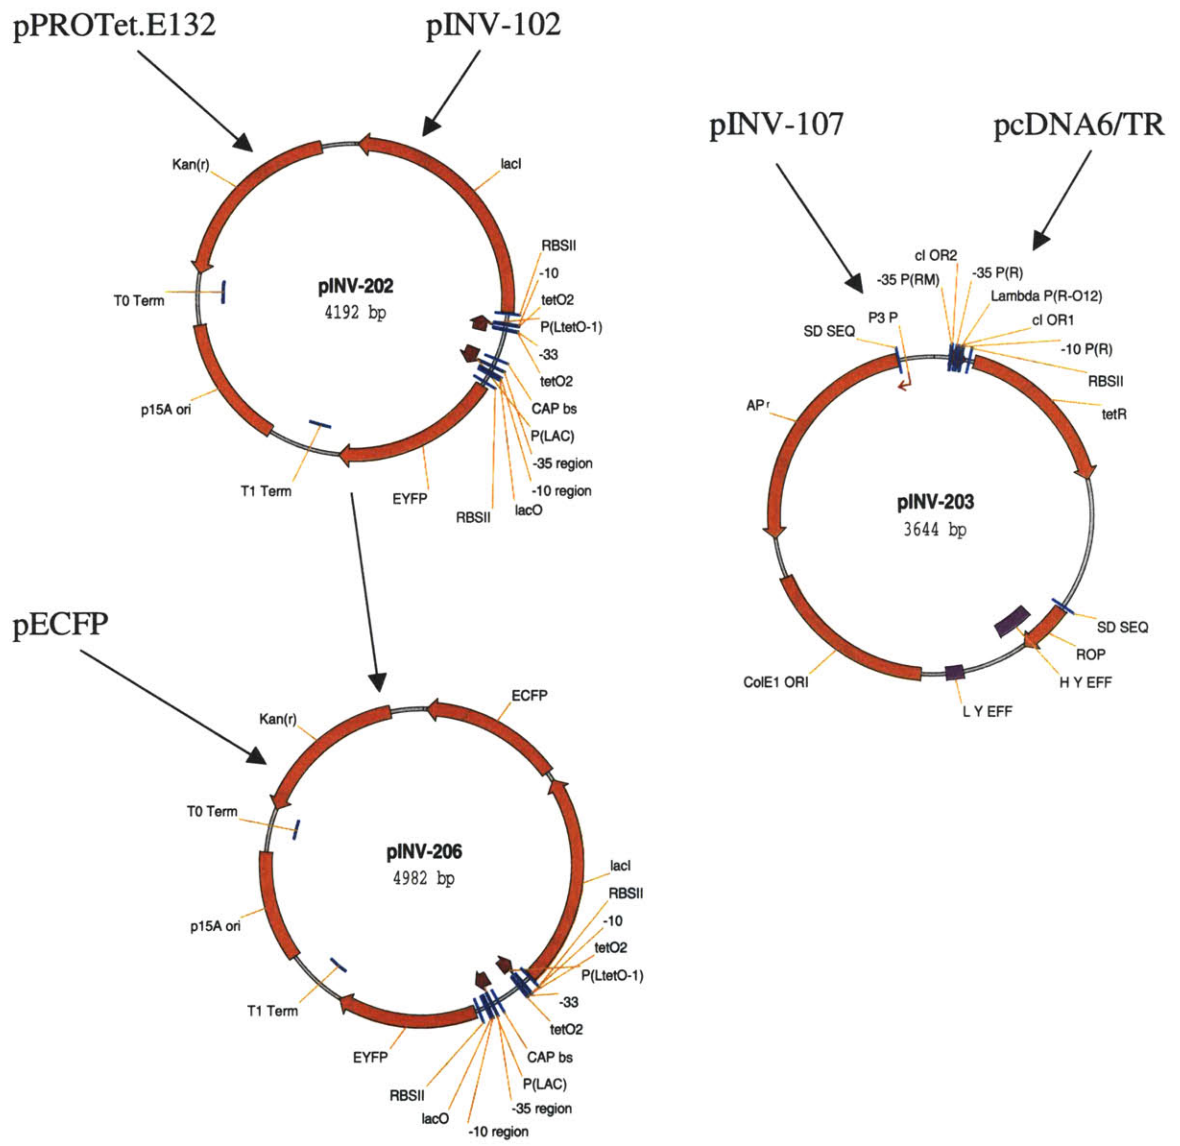 pPROTet.E132
pINV-102
Kan(r)
lacI
RBSII
-10
tetO2
P(LtetO-1)
-33
tetO2
CAP bs
P(LAC)
-35 region
-10 region
lacO
RBSII
EYFP
T1 Term
p15A ori
T0 Term
pINV-202
4192 bp
pINV-107
pcDNA6/TR
cI OR2
-35 P(RM)
-35 P(R)
Lambda P(R-O12)
P3 P
cI OR1
SD SEQ
-10 P(R)
RBSII
tetR
AP r
pINV-203
3644 bp
SD SEQ
ROP
H Y EFF
L Y EFF
ColE1 ORI
pECFP
Kan(r)
ECFP
T0 Term
pINV-206
4982 bp
lacI
RBSII
-10
tetO2
P(LtetO-1)
-33
tetO2
CAP bs
P(LAC)
-35 region
-10 region
lacO
RBSII
EYFP
T1 Term
p15A ori